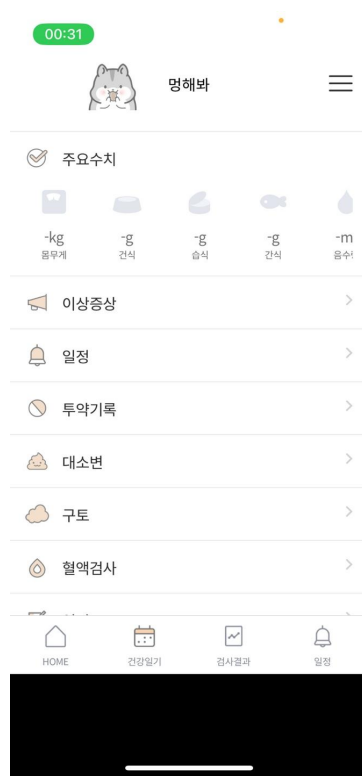 00:31
멍해봐
주요수치
-kg -g -g -g -m
몸무게 건식 습식 간식
이상증상
일정
투약기록
대소변
구토
혈액검사
HOME 건강일기 검사결과 일정